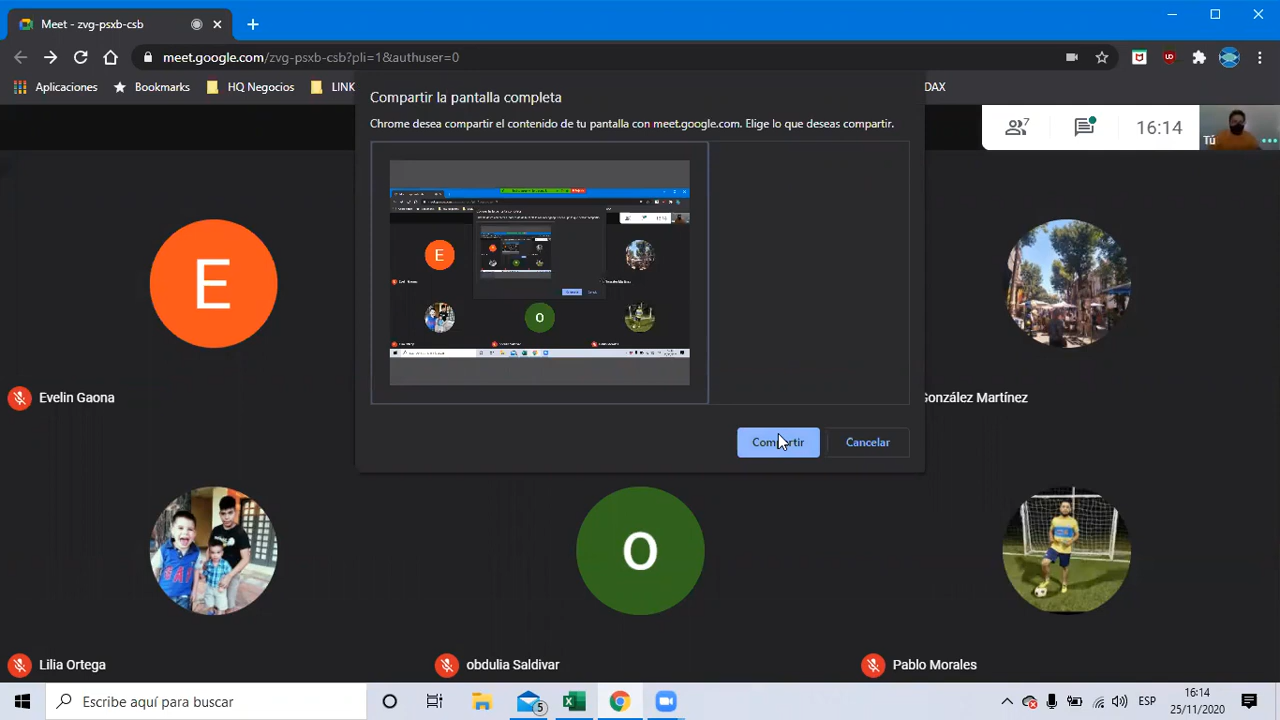 Meet - zvg-psxb-csb
meet.google.com/zvg-psxb-csb?pli=1&authuser=0
Aplicaciones Bookmarks HQ Negocios LINK DAX
Compartir la pantalla completa
Chrome desea compartir el contenido de tu pantalla con meet.google.com. Elige lo que deseas compartir.
7 16:14 Tú
E
E
O
Compartir Cancelar
Evelin Gaona
González Martínez
O
GAP
Lilia Ortega
obdulia Saldivar
Pablo Morales
Escribe aquí para buscar
5
ESP
16:14
25/11/2020